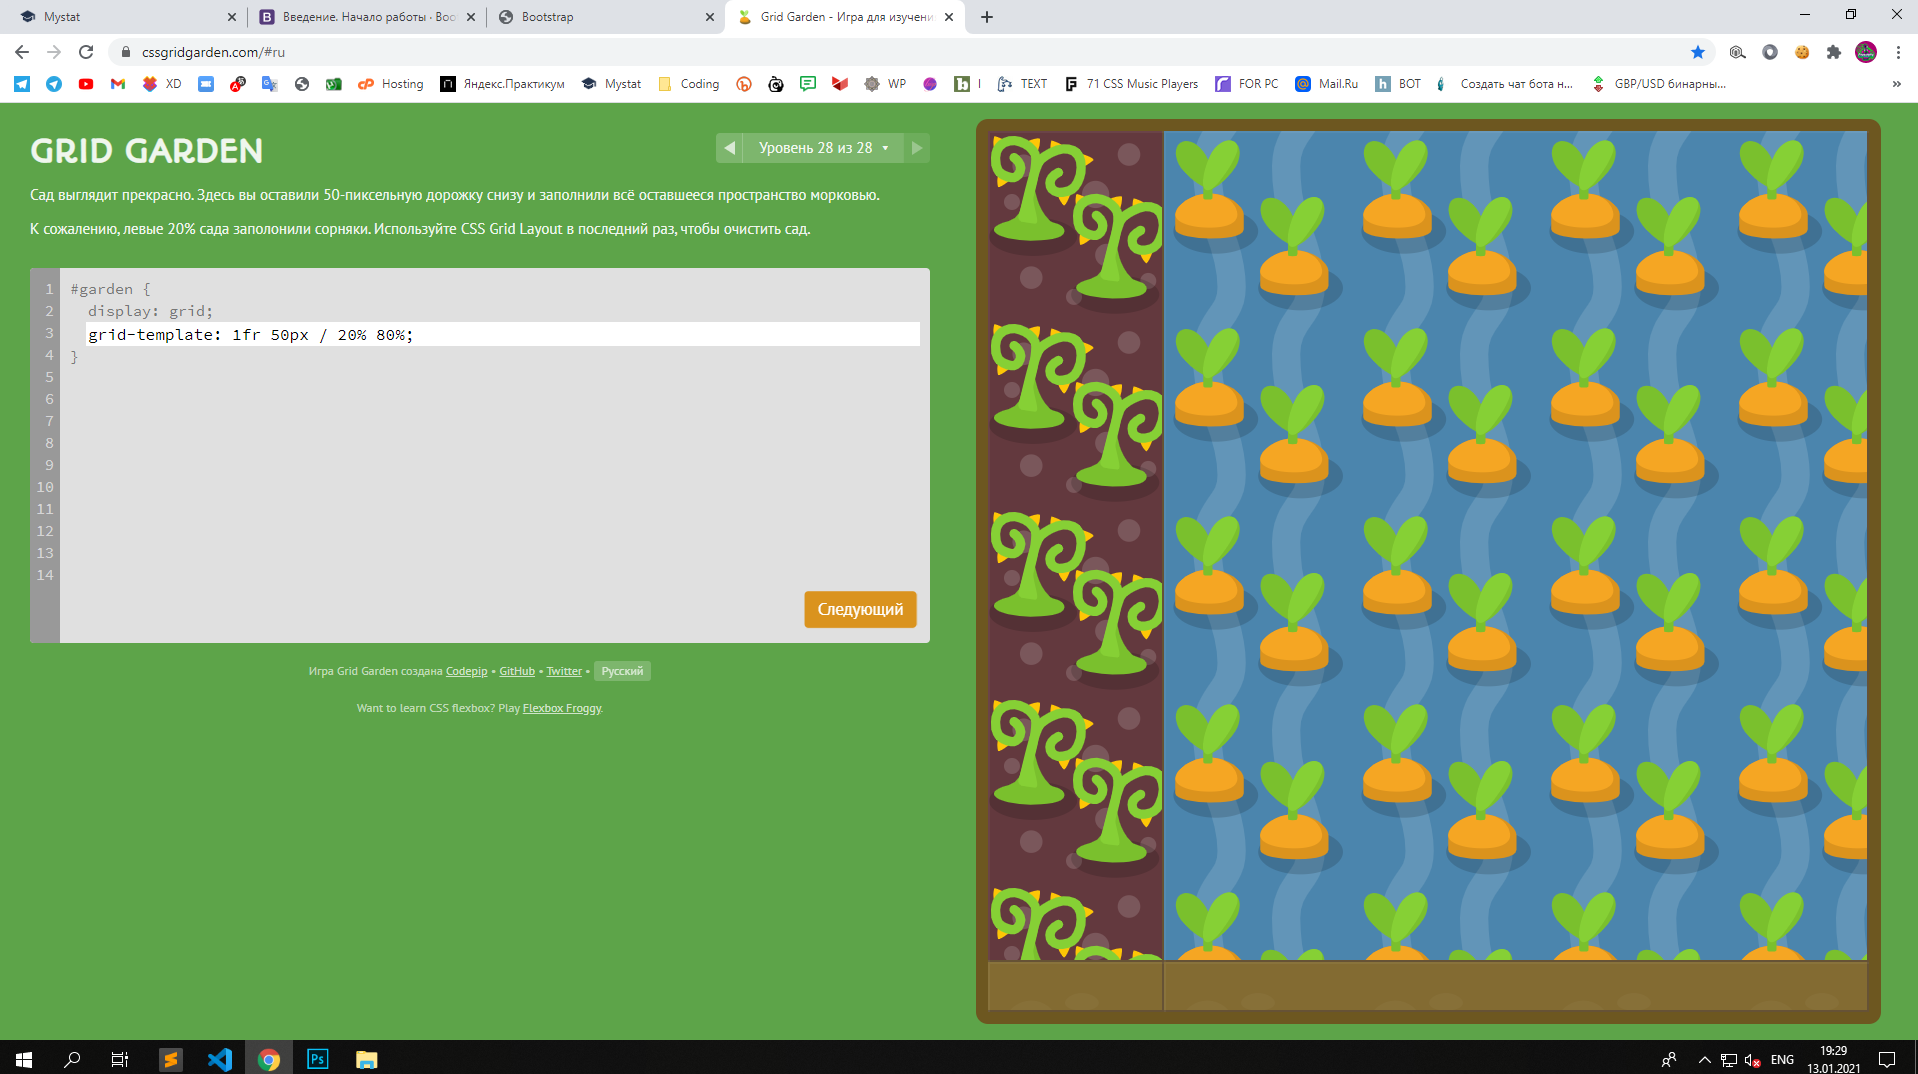 Mystat
Введение. Начало работы · Boo
Bootstrap
Grid Garden - Игра для изучени
cssgridgarden.com/#ru
XD
Hosting
Яндекс.Практикум
Mystat
Coding
WP
I
TEXT
71 CSS Music Players
FOR PC
Mail.Ru
BOT
Создать чат бота н...
GBP/USD бинарны...
»
GRID GARDEN
◀ Уровень 28 из 28 ▾ ▶
Сад выглядит прекрасно. Здесь вы оставили 50-пиксельную дорожку снизу и заполнили всё оставшееся пространство морковью.
К сожалению, левые 20% сада заполонили сорняки. Используйте CSS Grid Layout в последний раз, чтобы очистить сад.
1 #garden {
2 display: grid;
3 grid-template: 1fr 50px / 20% 80%;
4 }
5
6
7
8
9
10
11
12
13
14
Следующий
Игра Grid Garden создана Codepip • GitHub • Twitter • Русский
Want to learn CSS flexbox? Play Flexbox Froggy.
Ps
ENG
19:29
13.01.2021